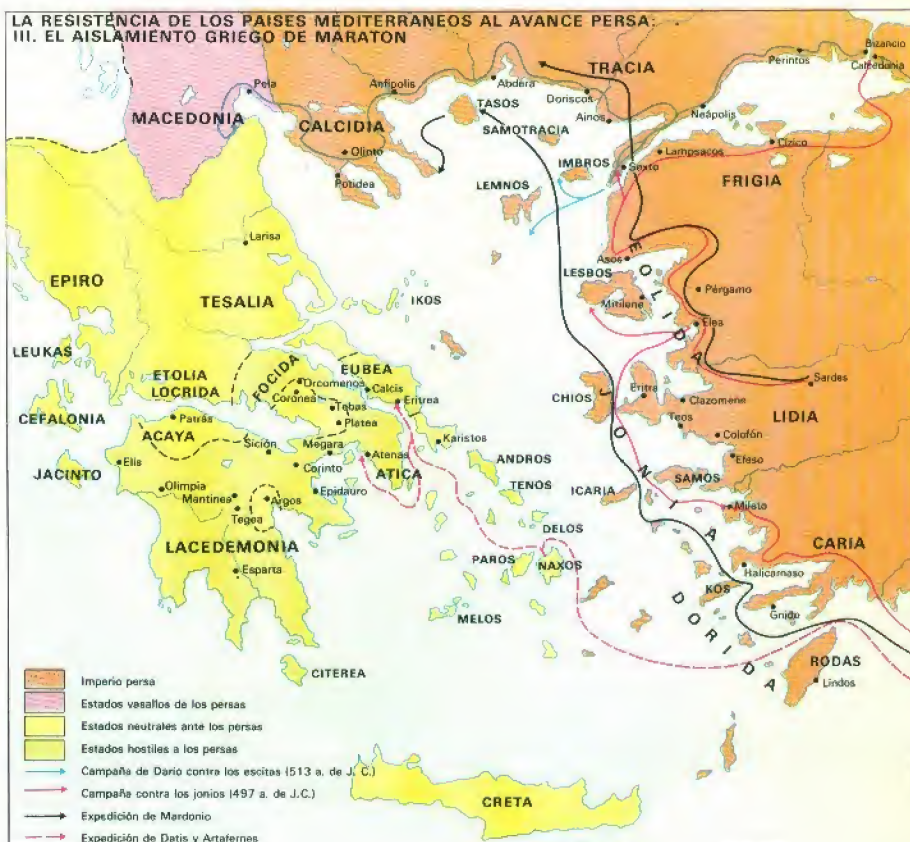 LA RESISTENCIA DE LOS PAISES MEDITERRANEOS AL AVANCE PERSA:
III. EL AISLAMIENTO GRIEGO DE MARATON
Bizancio
Calcedonia
Perintos
TRACIA
Abdera
Anfípolis
Pela
Doriscos
TASOS
Ainos
Neápolis
MACEDONIA
CALCIDIA
SAMOTRACIA
Cízico
Olinto
Lampsacos
IMBROS
Sexto
FRIGIA
Potidea
LEMNOS
Larisa
Asos
EOLIDA
LESBOS
EPIRO
Pérgamo
TESALIA
IKOS
Mitilene
Elea
LEUKAS
ETOLIA
LOCRIDA
FOCIDA
EUBEA
Orcomenos
Calcis
Coronea
Eritrea
Sardes
CEFALONIA
Tebas
Platea
CHIOS
Eritra
Clazomene
LIDIA
Patrás
Teos
ACAYA
Sición
Megara
Karistos
Colofón
JACINTO
Elis
Corinto
Atenas
ATICA
ANDROS
Efeso
Olimpia
Epidauro
TENOS
ICARIA
SAMOS
Mantinea
Argos
JONIA
Mileto
Tegea
DELOS
LACEDEMONIA
PAROS
NAXOS
CARIA
Esparta
Halicarnaso
KOS
MELOS
DORIDA
Gnido
CITEREA
RODAS
Lindos
CRETA
Imperio persa
Estados vasallos de los persas
Estados neutrales ante los persas
Estados hostiles a los persas
Campaña de Darío contra los escitas (513 a. de J. C.)
Campaña contra los jonios (497 a. de J.C.)
Expedición de Mardonio
Expedición de Datis y Artafernes